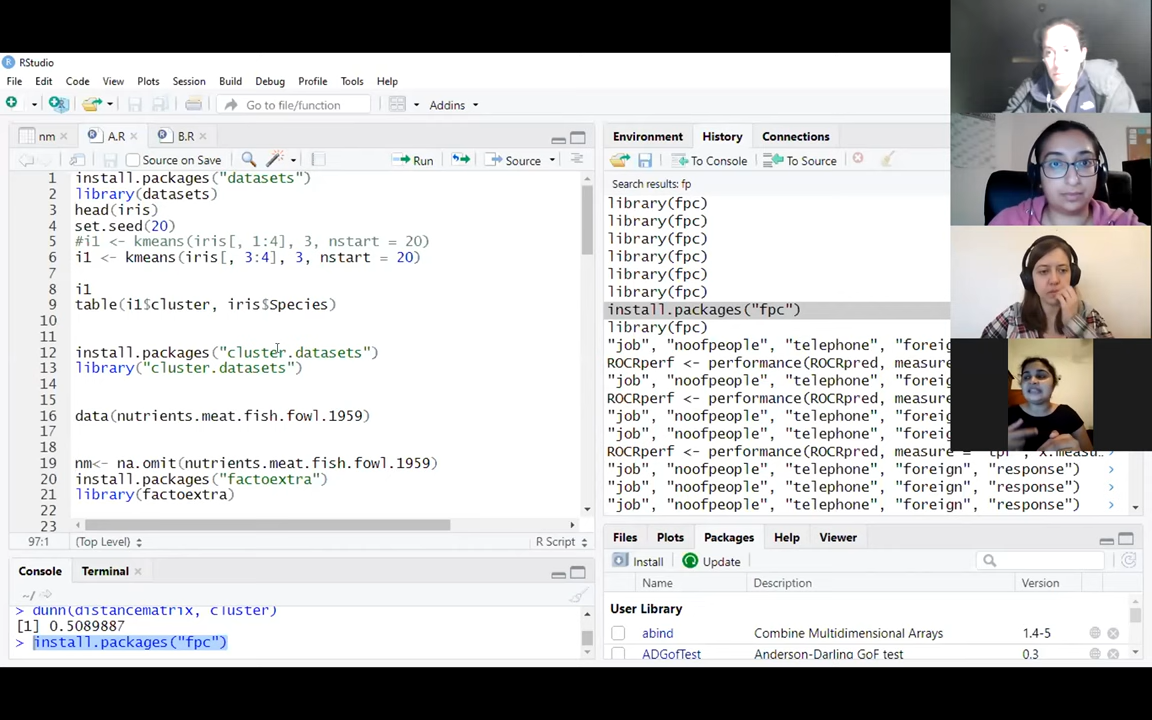 RStudio
File Edit Code View Plots Session Build Debug Profile Tools Help
Go to file/function Addins
nm A.R B.R
Source on Save Run Source
1 install.packages("datasets")
2 library(datasets)
3 head(iris)
4 set.seed(20)
5 #i1 <- kmeans(iris[, 1:4], 3, nstart = 20)
6 i1 <- kmeans(iris[, 3:4], 3, nstart = 20)
7
8 i1
9 table(i1$cluster, iris$Species)
10
11
12 install.packages("cluster.datasets")
13 library("cluster.datasets")
14
15
16 data(nutrients.meat.fish.fowl.1959)
17
18
19 nm<- na.omit(nutrients.meat.fish.fowl.1959)
20 install.packages("factoextra")
21 library(factoextra)
22
23
97:1 (Top Level) R Script
Console Terminal
~/
> dunn(distancematrix, cluster)
[1] 0.5089887
> install.packages("fpc")
Environment History Connections
To Console To Source
Search results: fp
library(fpc)
library(fpc)
library(fpc)
library(fpc)
library(fpc)
library(fpc)
install.packages("fpc")
library(fpc)
"job", "noofpeople", "telephone", "foreig
ROCRperf <- performance(ROCRpred, measure
"job", "noofpeople", "telephone", "foreig
ROCRperf <- performance(ROCRpred, measure
"job", "noofpeople", "telephone", "foreig
"job", "noofpeople", "telephone", "foreig
ROCRperf <- performance(ROCRpred, measure = "tpr", x.measu…
"job", "noofpeople", "telephone", "foreign", "response")
"job", "noofpeople", "telephone", "foreign", "response")
"job", "noofpeople", "telephone", "foreign", "response")
Files Plots Packages Help Viewer
Install Update
Name Description Version
User Library
abind Combine Multidimensional Arrays 1.4-5
ADGofTest Anderson-Darling GoF test 0.3